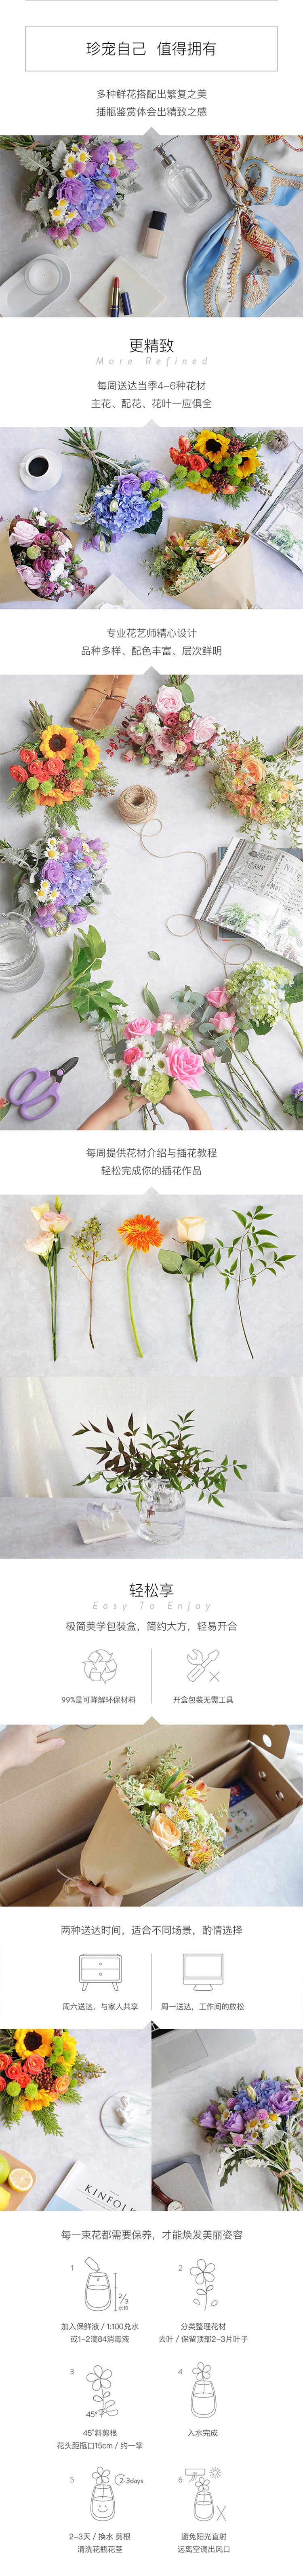 珍宠自己 值得拥有
多种鲜花搭配出繁复之美
插瓶鉴赏体会出精致之感
更精致
More Refined
每周送达当季4-6种花材
主花、配花、花叶一应俱全
专业花艺师精心设计
品种多样、配色丰富、层次鲜明
每周提供花材介绍与插花教程
轻松完成你的插花作品
轻松享
Easy To Enjoy
极简美学包装盒，简约大方，轻易开合
99%是可降解环保材料
开盒包装无需工具
两种送达时间，适合不同场景，酌情选择
周六送达，与家人共享
周一送达，工作间的放松
KINFOLK
每一束花都需要保养，才能焕发美丽姿容
1
2/3
水位
加入保鲜液 / 1:100兑水
或1-2滴84消毒液
2
分类整理花材
去叶 / 保留顶部2-3片叶子
3
45°
45°斜剪根
花头距瓶口15cm / 约一掌
4
入水完成
5
2-3days
2-3天 / 换水 剪根
清洗花瓶花茎
6
避免阳光直射
远离空调出风口